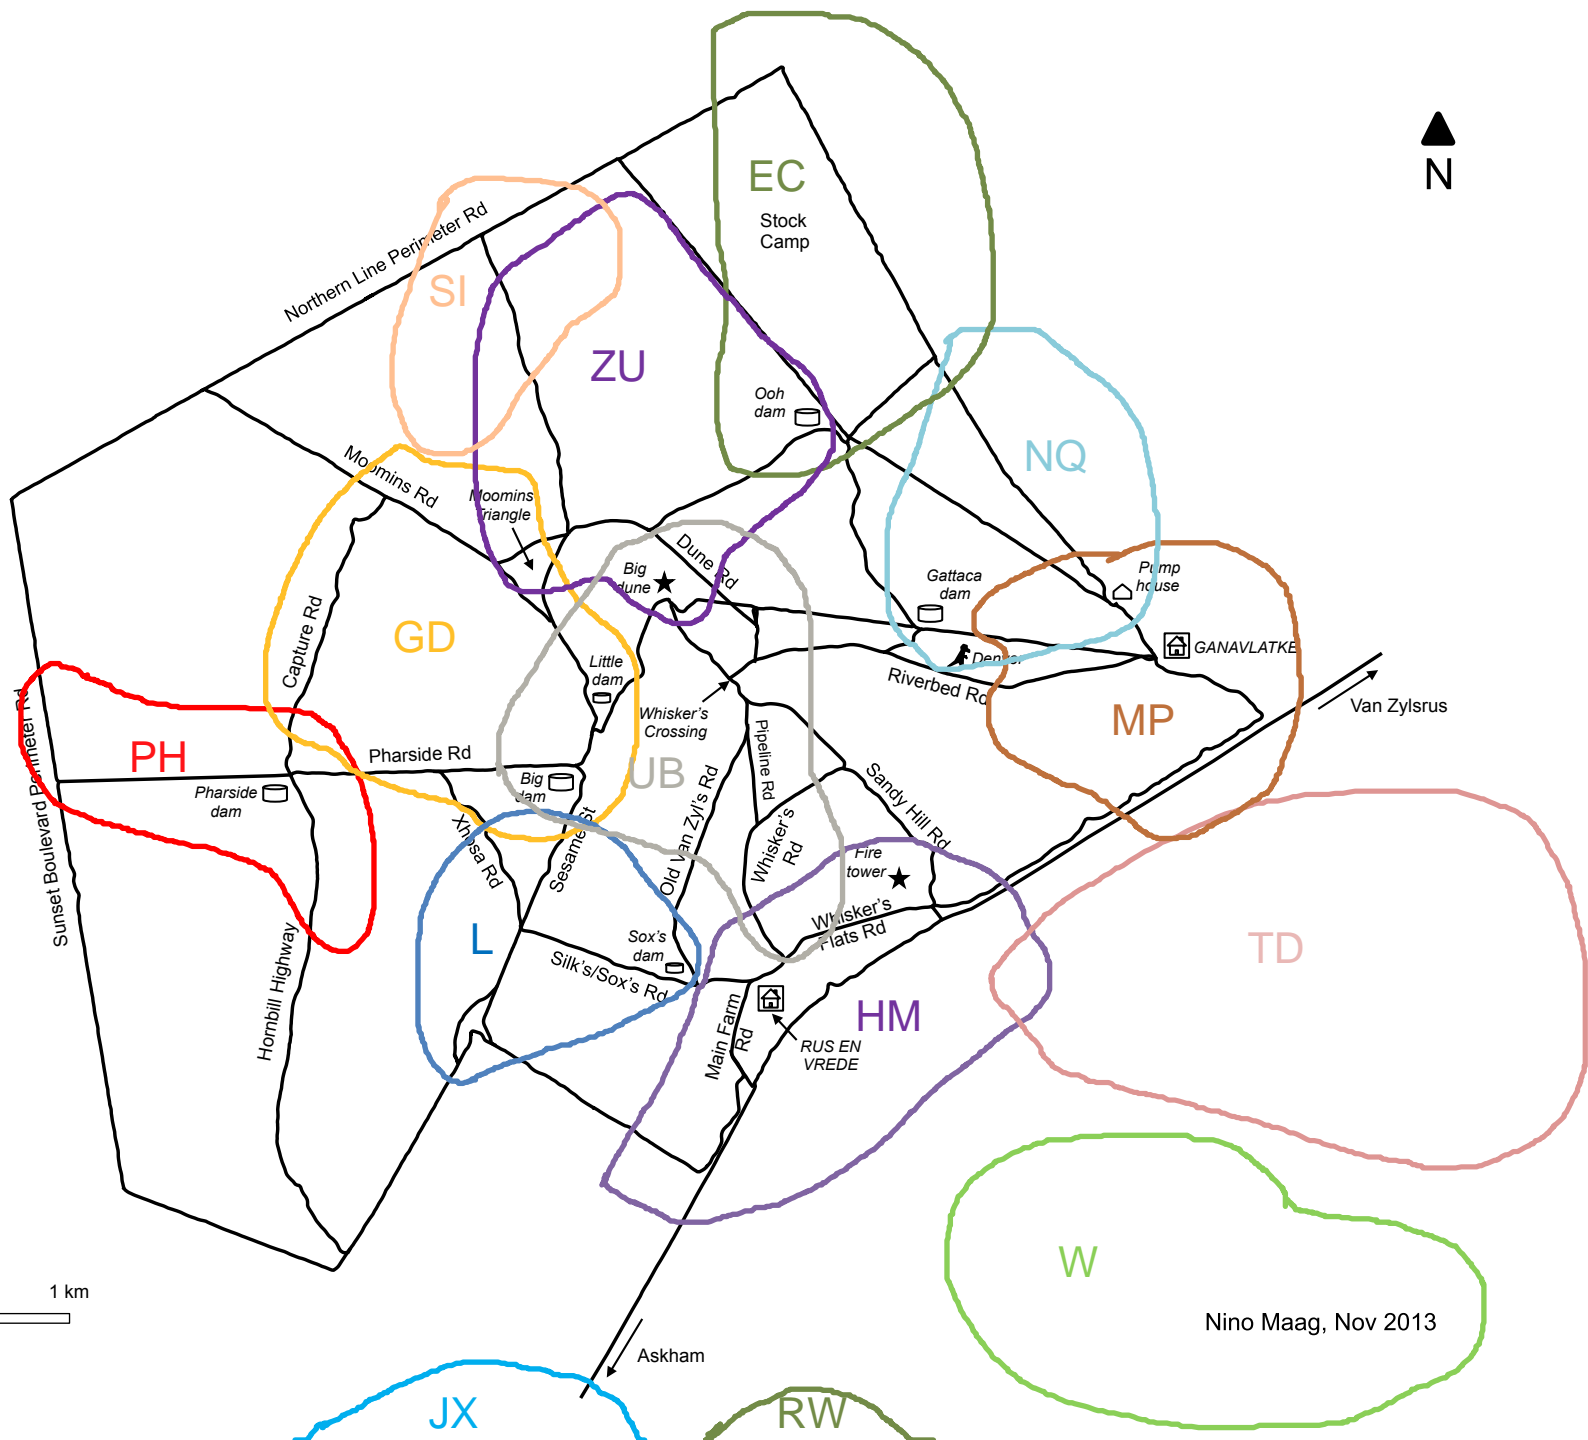 EC
Stock
Camp
N
Northern Line Perimeter Rd
SI
ZU
Ooh
dam
NQ
Moomins Rd
Moomins
Triangle
Dune Rd
Big
dune
Gattaca
dam
Pump
house
GANAVLATKE
Denver
Capture Rd
GD
Little
dam
Riverbed Rd
Whisker's
Crossing
MP
Van Zylsrus
Sunset Boulevard Perimeter Rd
PH
Pharside Rd
Pharside
dam
Big
dam
UB
Pipeline Rd
Old Van Zyl's Rd
Sandy Hill Rd
Whisker's
Rd
Xhosa Rd
Sesame St
Fire
tower
Whisker's
Flats Rd
Hornbill Highway
L
Sox's
dam
Silk's/Sox's Rd
TD
HM
Main Farm
Rd
RUS EN
VREDE
W
1 km
Nino Maag, Nov 2013
Askham
JX
RW